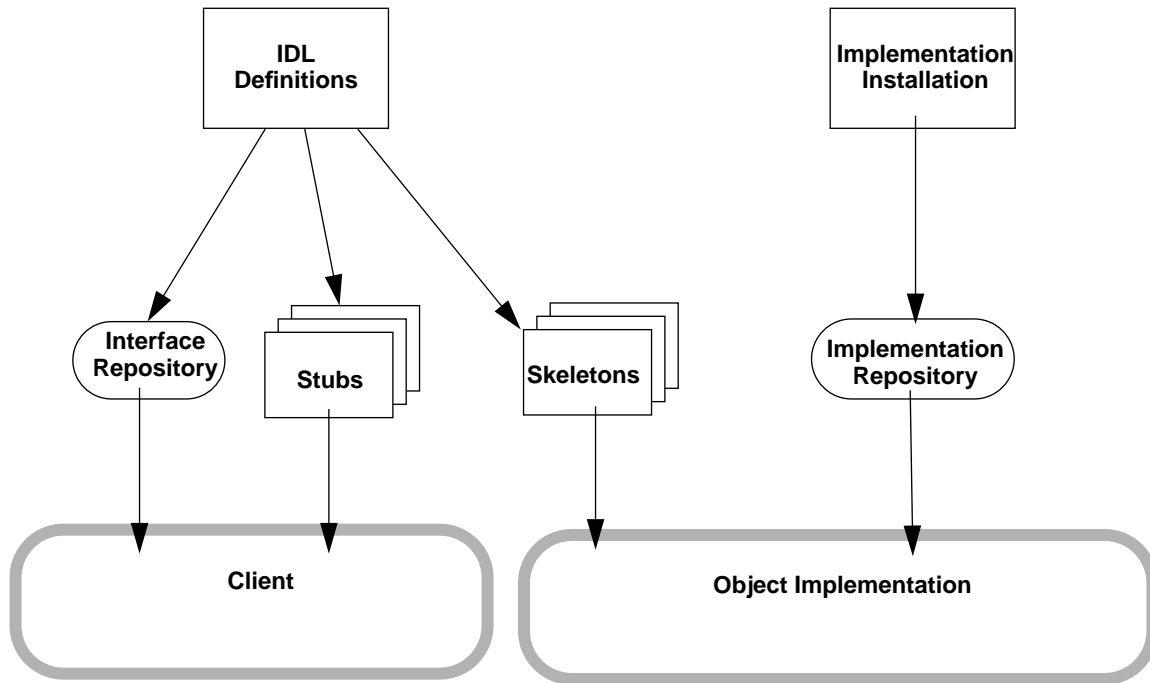 IDL
Definitions
Implementation
Installation
Interface
Repository
Stubs
Skeletons
Implementation
Repository
Client
Object Implementation